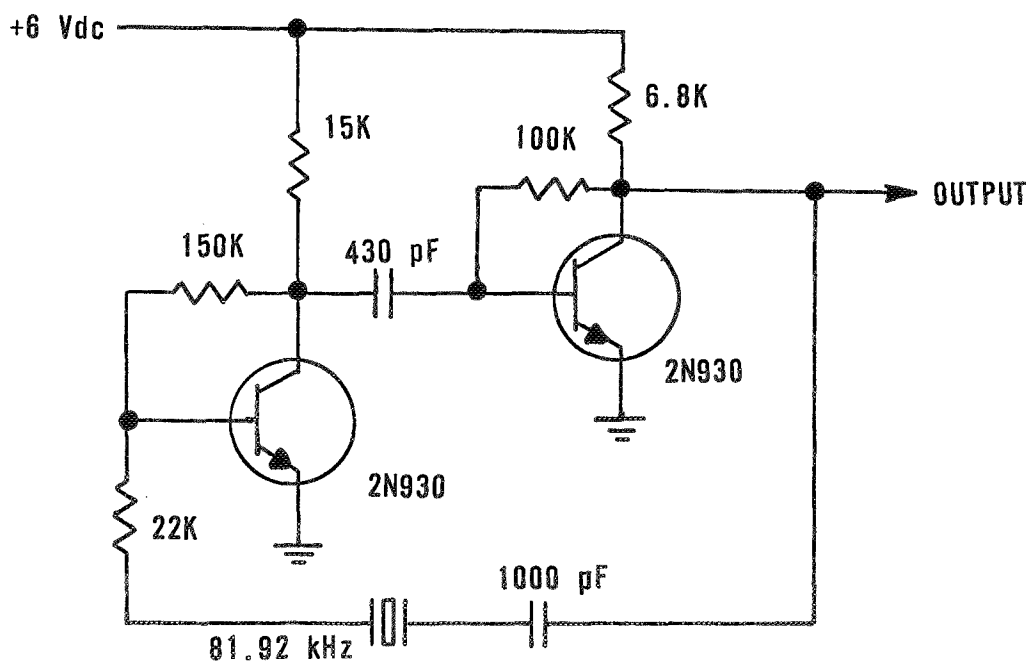 +6 Vdc
6.8K
15K
100K
OUTPUT
150K
430 pF
2N930
2N930
22K
1000 pF
81.92 kHz